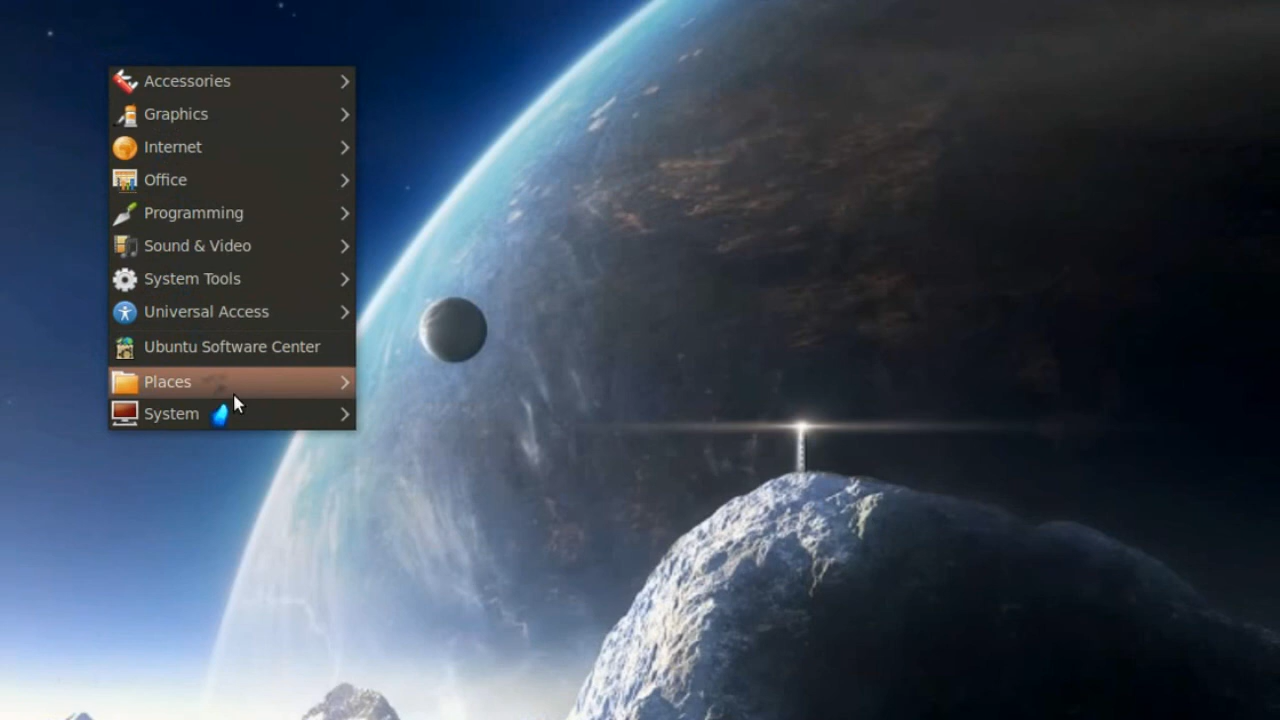 Accessories
Graphics
Internet
Office
Programming
Sound & Video
System Tools
Universal Access
Ubuntu Software Center
Places
System